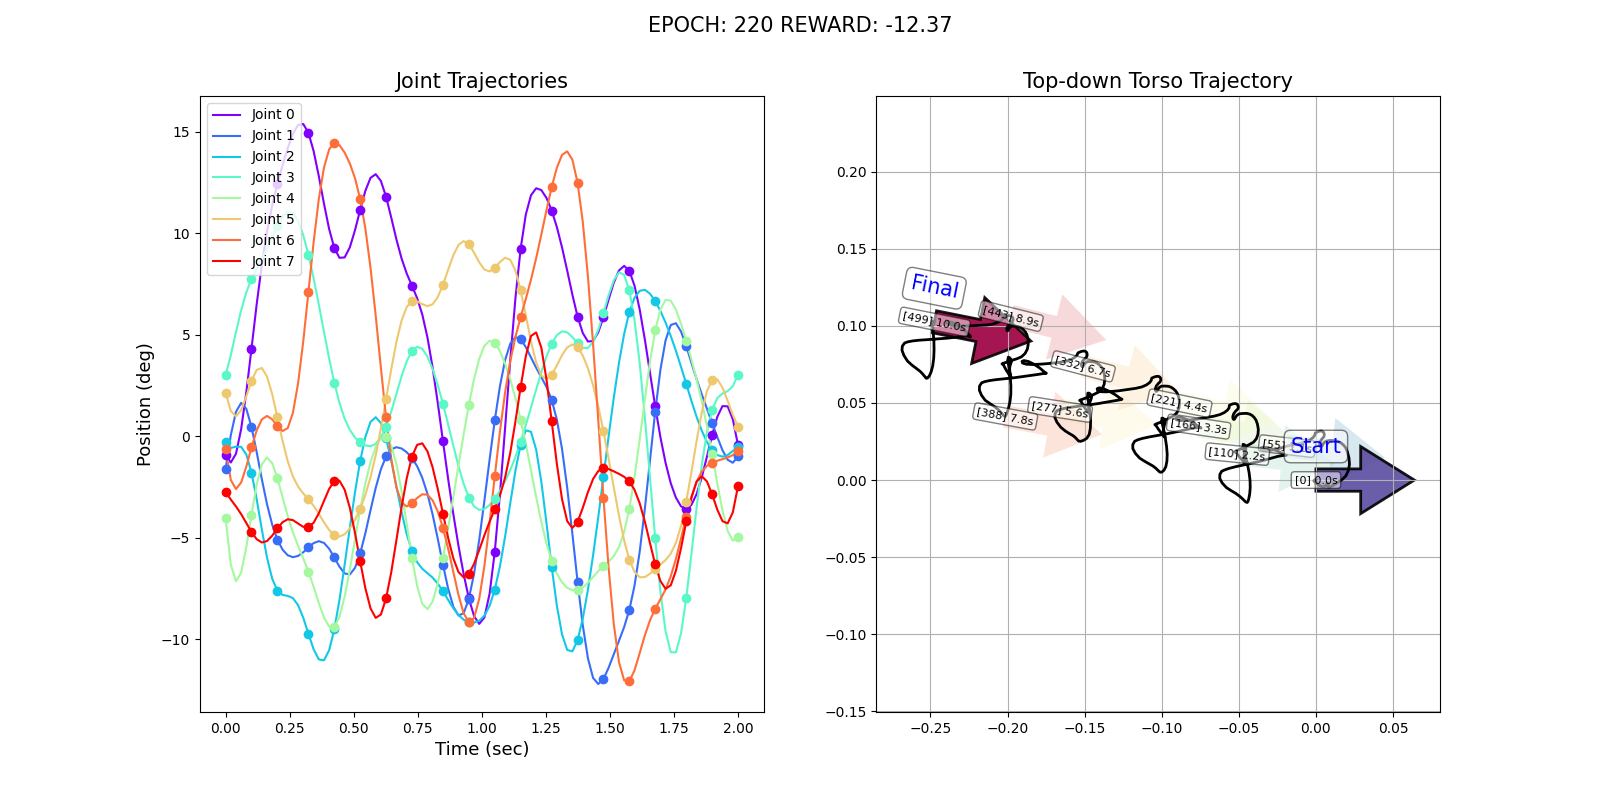 EPOCH: 220 REWARD: -12.37
Joint Trajectories
Position (deg)
15
10
5
0
−5
−10
Joint 0
Joint 1
Joint 2
Joint 3
Joint 4
Joint 5
Joint 6
Joint 7
0.00 0.25 0.50 0.75 1.00 1.25 1.50 1.75 2.00
Time (sec)
Top-down Torso Trajectory
0.20
0.15
0.10
0.05
0.00
−0.05
−0.10
−0.15
Final
[499] 10.0s
[443] 8.9s
[332] 6.7s
[388] 7.8s
[277] 5.6s
[221] 4.4s
[166] 3.3s
[110] 2.2s
[55]
Start
[0] 0.0s
−0.25 −0.20 −0.15 −0.10 −0.05 0.00 0.05